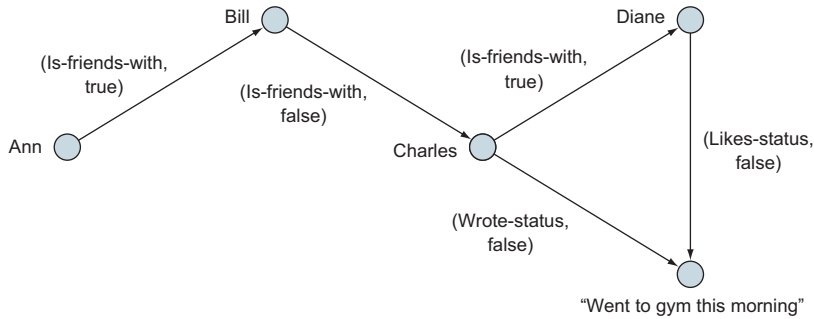 Bill
Diane
(Is-friends-with,
true)
(Is-friends-with,
false)
(Is-friends-with,
true)
Ann
Charles
(Likes-status,
false)
(Wrote-status,
false)
“Went to gym this morning”